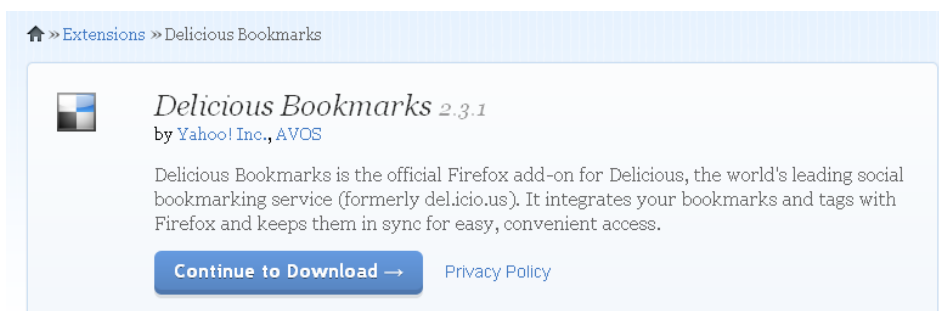 » Extensions » Delicious Bookmarks
Delicious Bookmarks 2.3.1
by Yahoo! Inc., AVOS
Delicious Bookmarks is the official Firefox add-on for Delicious, the world's leading social
bookmarking service (formerly del.icio.us). It integrates your bookmarks and tags with
Firefox and keeps them in sync for easy, convenient access.
Continue to Download → Privacy Policy